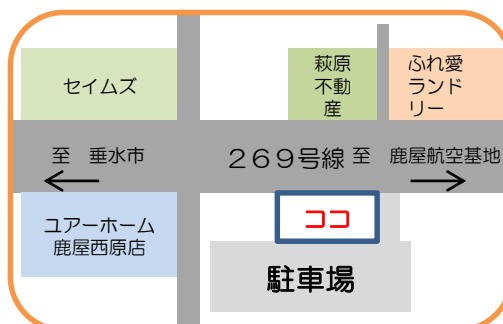 セイムズ
萩原
不動
産
ふれ愛
ランド
リー
至 垂水市
２６９号線 至 鹿屋航空基地
ユアーホーム
鹿屋西原店
ココ
駐車場